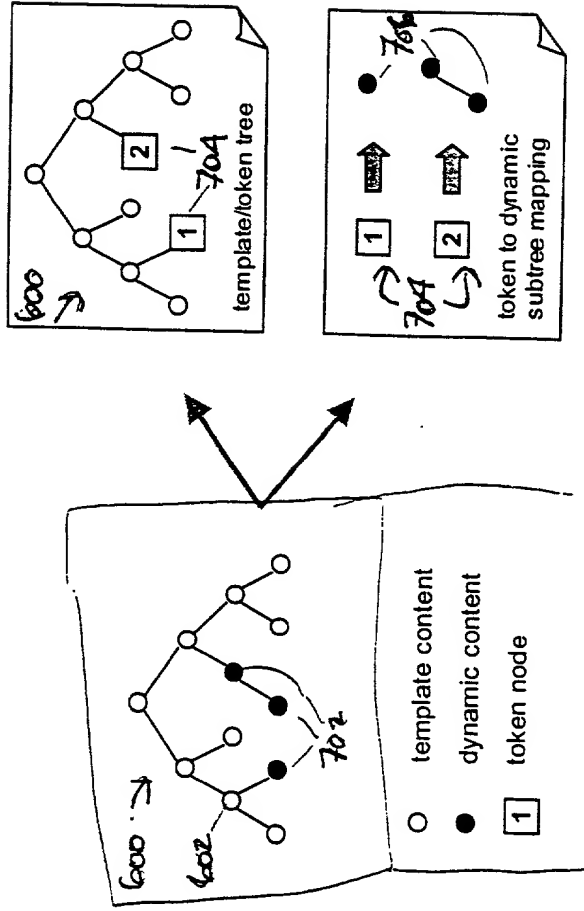 600
602
702
template content
dynamic content
1 token node
600
2
704
1
template/token tree
706
1
2
704
token to dynamic
subtree mapping